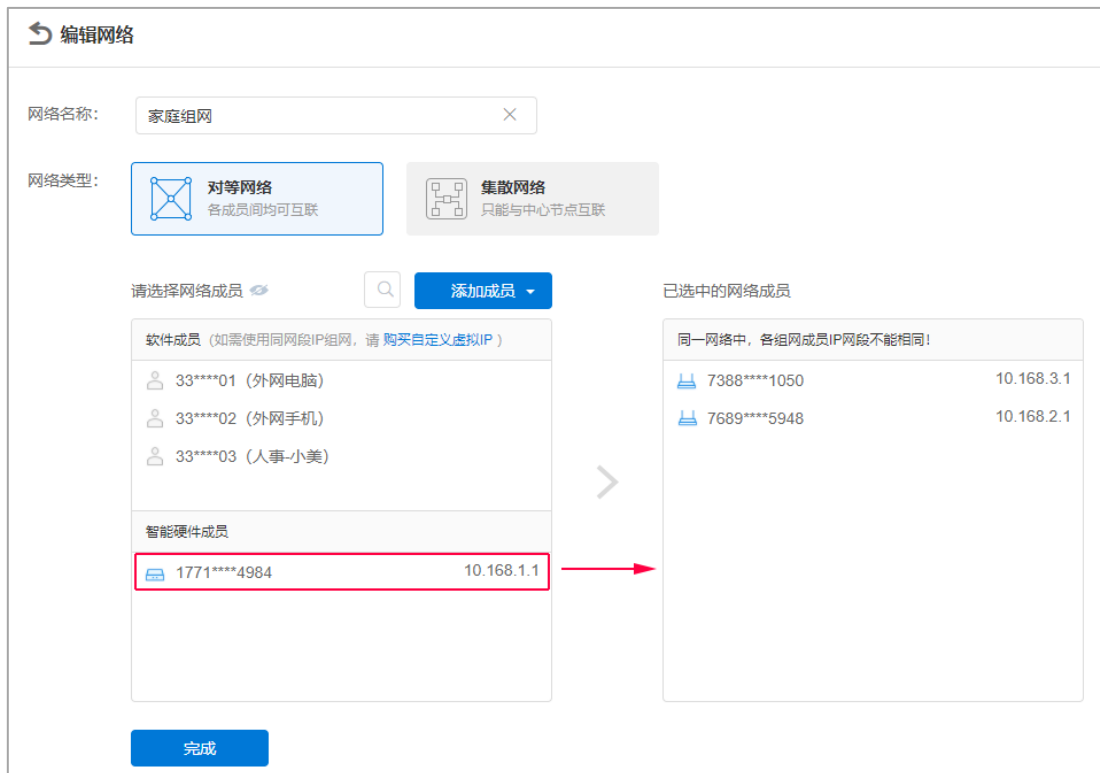 编辑网络
网络名称：
家庭组网
网络类型：
对等网络
各成员间均可互联
集散网络
只能与中心节点互联
请选择网络成员
添加成员
软件成员（如需使用同网段IP组网，请 购买自定义虚拟IP ）
33****01（外网电脑）
33****02（外网手机）
33****03（人事-小美）
智能硬件成员
1771****4984 10.168.1.1
已选中的网络成员
同一网络中，各组网成员IP网段不能相同！
7388****1050 10.168.3.1
7689****5948 10.168.2.1
完成